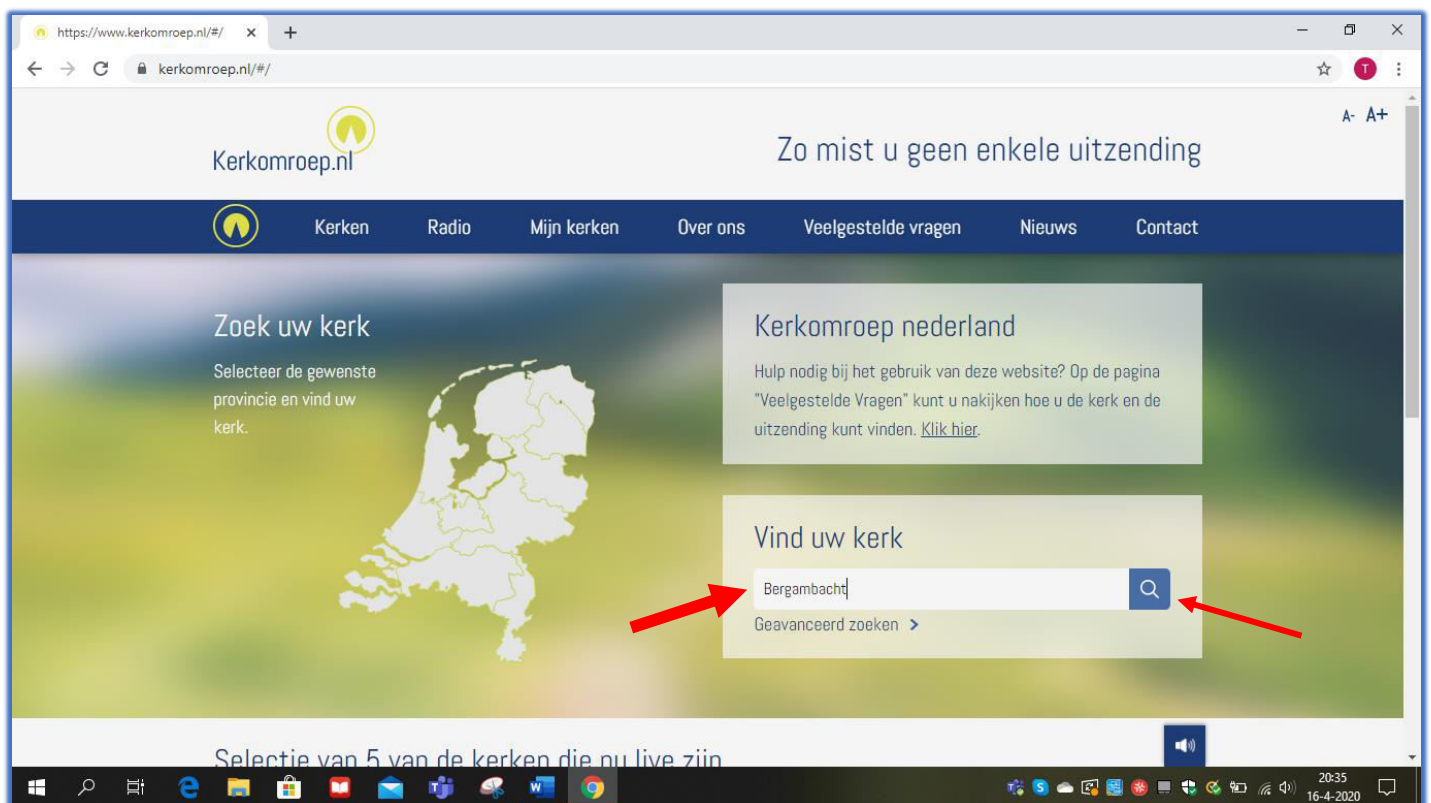 https://www.kerkomroep.nl/#/
kerkomroep.nl/#/
T
A- A+
Kerkomroep.nl
Zo mist u geen enkele uitzending
Kerken Radio Mijn kerken Over ons Veelgestelde vragen Nieuws Contact
Zoek uw kerk
Selecteer de gewenste
provincie en vind uw
kerk.
Kerkomroep nederland
Hulp nodig bij het gebruik van deze website? Op de pagina
"Veelgestelde Vragen" kunt u nakijken hoe u de kerk en de
uitzending kunt vinden. Klik hier.
Vind uw kerk
Bergambacht
Geavanceerd zoeken >
Selectie van 5 van de kerken die nu live zijn
20:35
16-4-2020